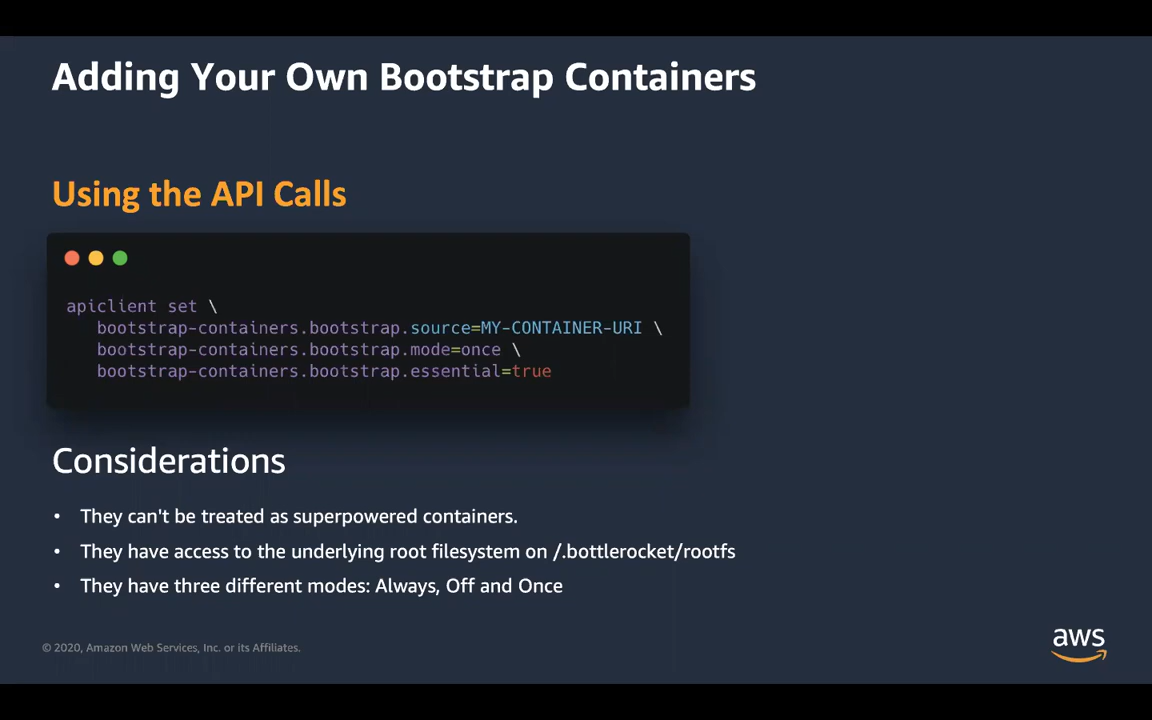 Adding Your Own Bootstrap Containers
Using the API Calls
apiclient set \
bootstrap-containers.bootstrap.source=MY-CONTAINER-URI \
bootstrap-containers.bootstrap.mode=once \
bootstrap-containers.bootstrap.essential=true
Considerations
• They can't be treated as superpowered containers.
• They have access to the underlying root filesystem on /.bottlerocket/rootfs
• They have three different modes: Always, Off and Once
© 2020, Amazon Web Services, Inc. or its Affiliates.
aws